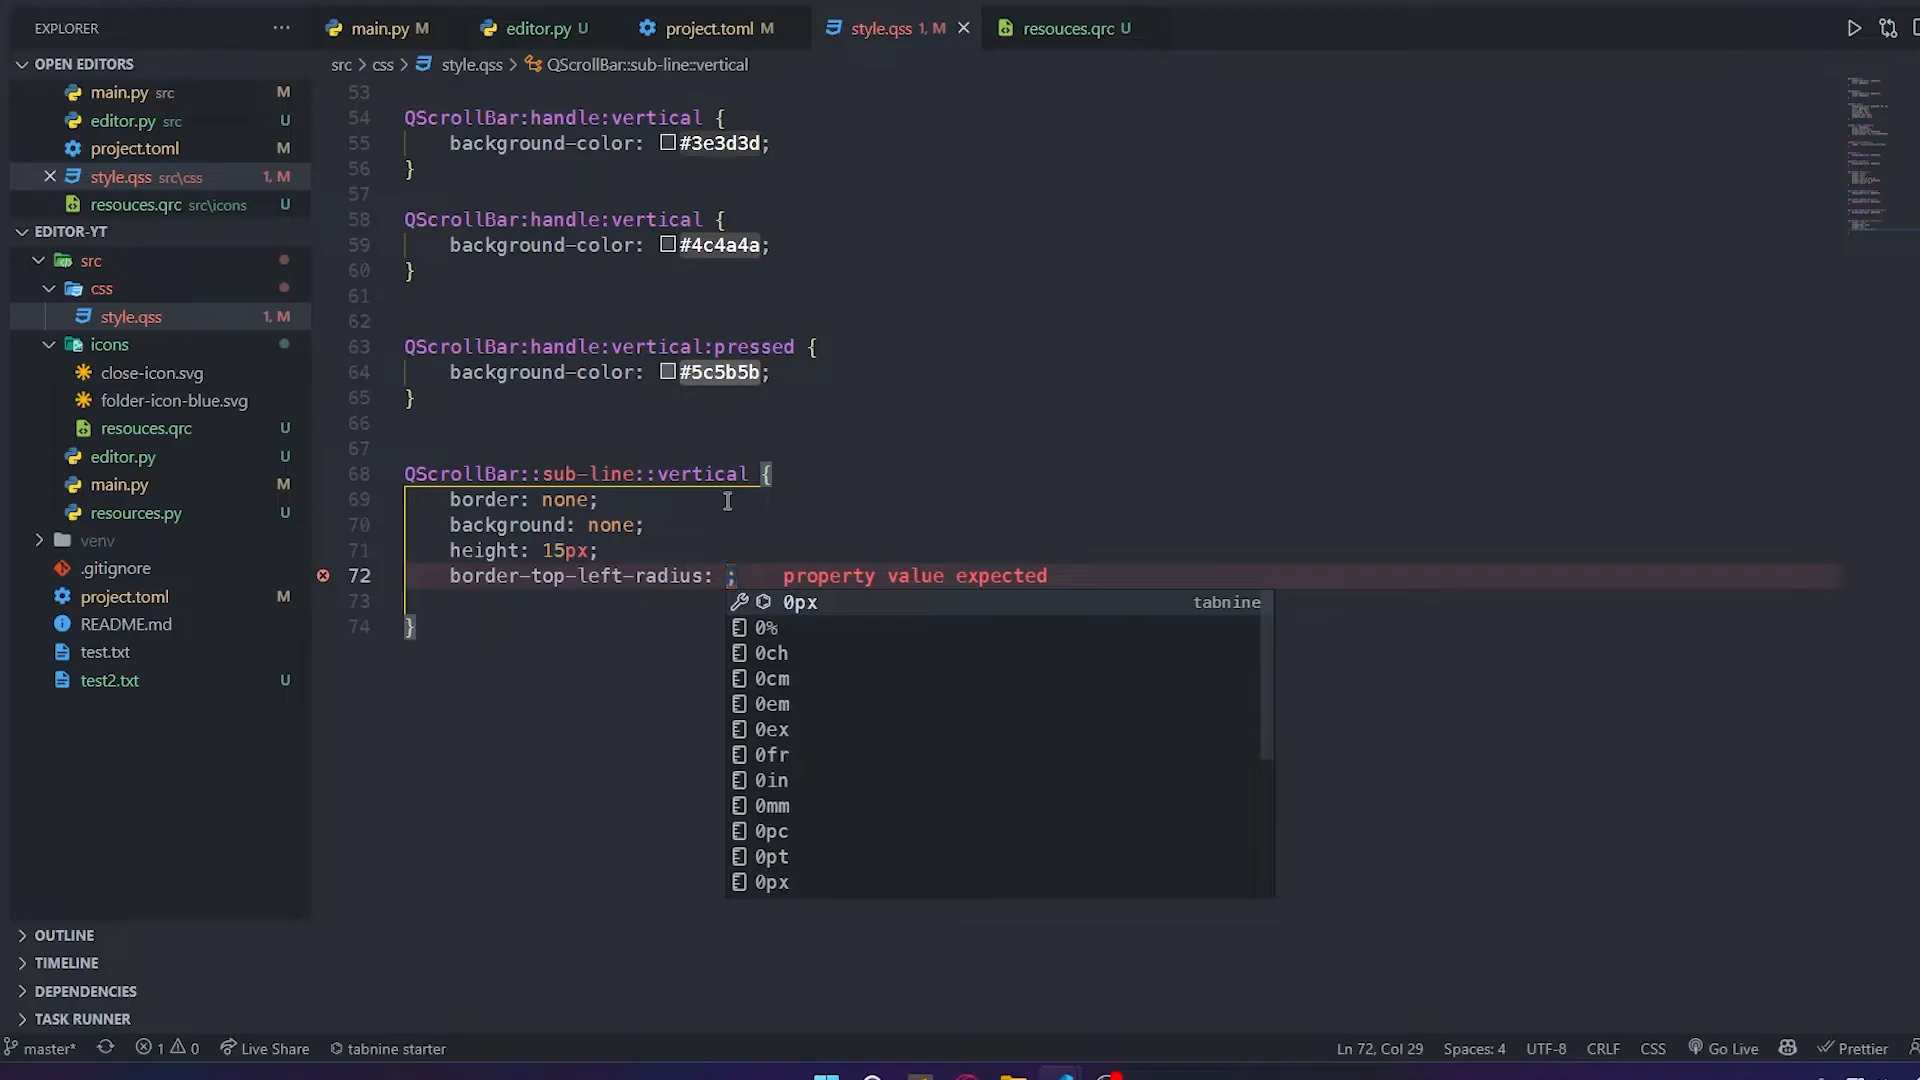 EXPLORER ···
main.py M editor.py U project.toml M style.qss 1, M resouces.qrc U
src > css > style.qss > QScrollBar::sub-line::vertical
OPEN EDITORS
main.py src M
editor.py src U
project.toml M
style.qss src\css 1, M
resouces.qrc src\icons U
EDITOR-YT
src
css
style.qss 1, M
icons
close-icon.svg
folder-icon-blue.svg
resouces.qrc U
editor.py U
main.py M
resources.py U
venv
.gitignore
project.toml M
README.md
test.txt
test2.txt U
OUTLINE
TIMELINE
DEPENDENCIES
TASK RUNNER
53
54 QScrollBar:handle:vertical {
55 background-color: #3e3d3d;
56 }
57
58 QScrollBar:handle:vertical {
59 background-color: #4c4a4a;
60 }
61
62
63 QScrollBar:handle:vertical:pressed {
64 background-color: #5c5b5b;
65 }
66
67
68 QScrollBar::sub-line::vertical {
69 border: none;
70 background: none;
71 height: 15px;
72 border-top-left-radius: ; property value expected
73
74 }
0px tabnine
0%
0ch
0cm
0em
0ex
0fr
0in
0mm
0pc
0pt
0px
master* 1 0 Live Share tabnine starter Ln 72, Col 29 Spaces: 4 UTF-8 CRLF CSS Go Live Prettier